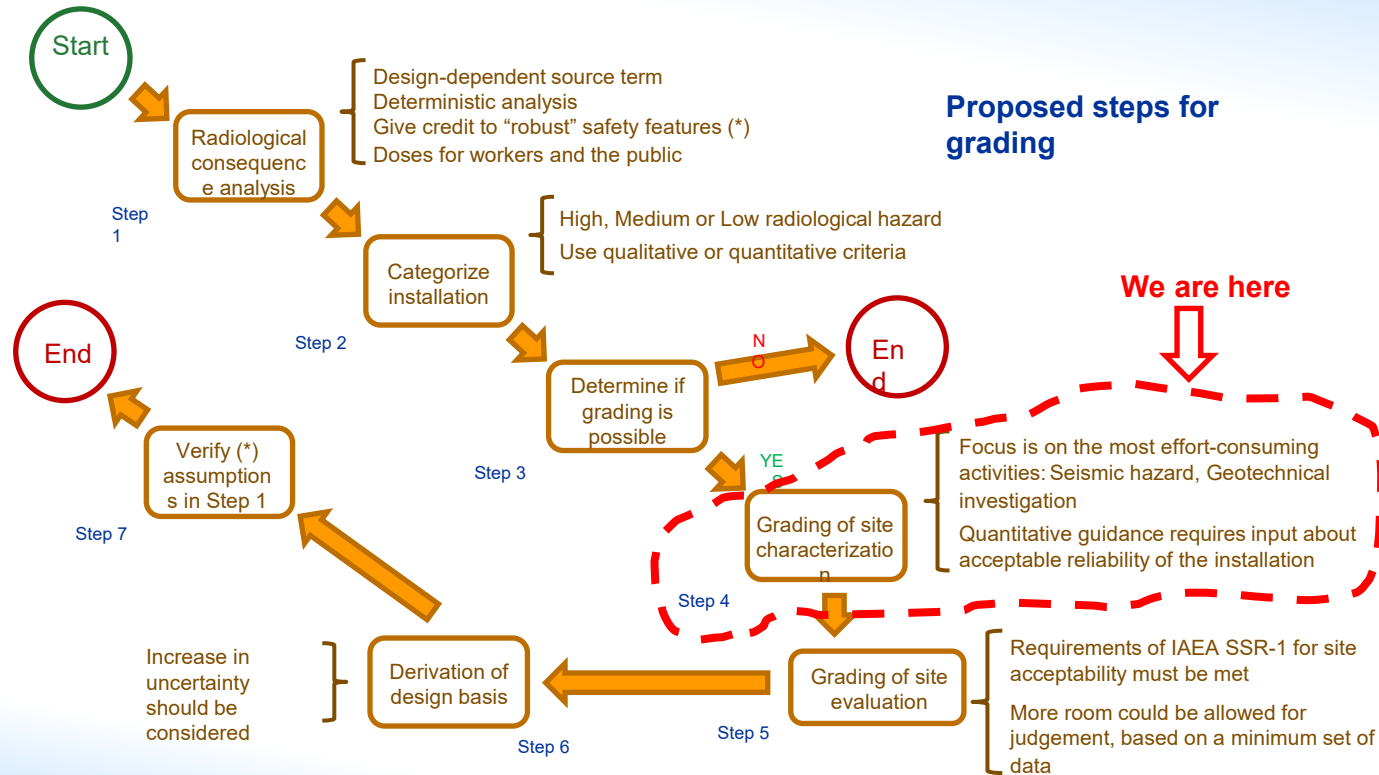 Start
Design-dependent source term
Deterministic analysis
Give credit to “robust” safety features (*)
Doses for workers and the public
Proposed steps for
grading
Radiological
consequenc
e analysis
Step
1
High, Medium or Low radiological hazard
Use qualitative or quantitative criteria
Categorize
installation
Step 2
We are here
End
N
O
En
d
Determine if
grading is
possible
Step 3
YE
S
Verify (*)
assumption
s in Step 1
Step 7
Grading of site
characterizatio
n
Step 4
Focus is on the most effort-consuming
activities: Seismic hazard, Geotechnical
investigation
Quantitative guidance requires input about
acceptable reliability of the installation
Increase in
uncertainty
should be
considered
Derivation of
design basis
Step 6
Grading of site
evaluation
Step 5
Requirements of IAEA SSR-1 for site
acceptability must be met
More room could be allowed for
judgement, based on a minimum set of
data